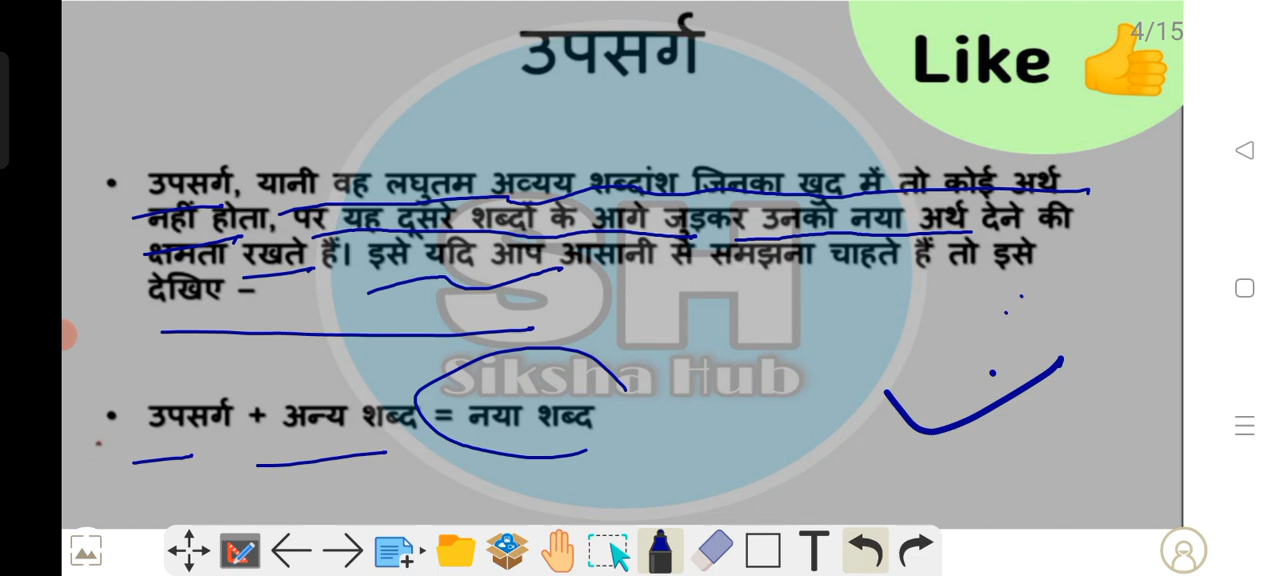 4/15
उपसर्ग
Like
उपसर्ग, यानी वह लघुतम अव्यय शब्दांश जिनका खुद में तो कोई अर्थ
नहीं होता, पर यह दूसरे शब्दों के आगे जुड़कर उनको नया अर्थ देने की
क्षमता रखते हैं। इसे यदि आप आसानी से समझना चाहते हैं तो इसे
देखिए –
SH
Siksha Hub
उपसर्ग + अन्य शब्द = नया शब्द
T